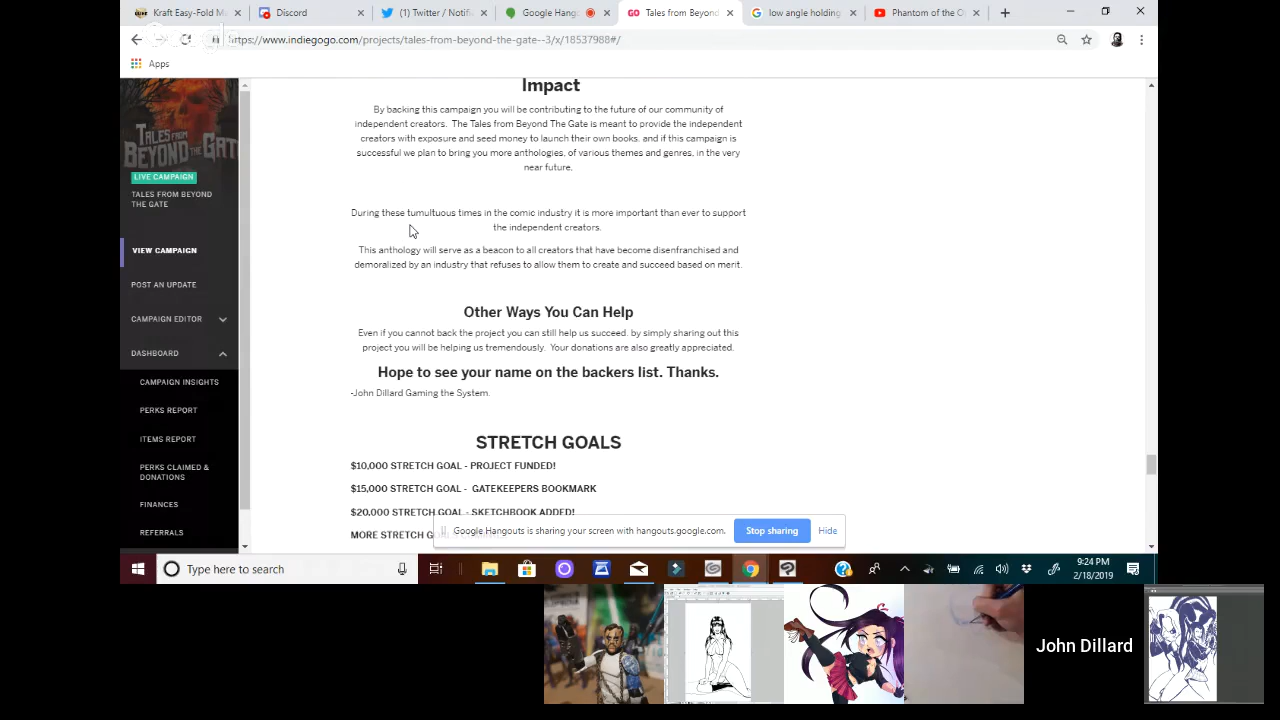 Kraft Easy-Fold M
Discord
(1) Twitter / Notific
Google Hang
Tales from Beyond
low angle holding
Phantom of the O
https://www.indiegogo.com/projects/tales-from-beyond-the-gate--3/x/18537988#/
Apps
TALES FROM
BEYOND THE GAT
LIVE CAMPAIGN
TALES FROM BEYOND
THE GATE
VIEW CAMPAIGN
POST AN UPDATE
CAMPAIGN EDITOR
DASHBOARD
CAMPAIGN INSIGHTS
PERKS REPORT
ITEMS REPORT
PERKS CLAIMED &
DONATIONS
FINANCES
REFERRALS
Impact
By backing this campaign you will be contributing to the future of our community of
independent creators. The Tales from Beyond The Gate is meant to provide the independent
creators with exposure and seed money to launch their own books, and if this campaign is
successful we plan to bring you more anthologies, of various themes and genres, in the very
near future.
During these tumultuous times in the comic industry it is more important than ever to support
the independent creators.
This anthology will serve as a beacon to all creators that have become disenfranchised and
demoralized by an industry that refuses to allow them to create and succeed based on merit.
Other Ways You Can Help
Even if you cannot back the project you can still help us succeed, by simply sharing out this
project you will be helping us tremendously. Your donations are also greatly appreciated.
Hope to see your name on the backers list. Thanks.
-John Dillard Gaming the System.
STRETCH GOALS
$10,000 STRETCH GOAL - PROJECT FUNDED!
$15,000 STRETCH GOAL - GATEKEEPERS BOOKMARK
$20,000 STRETCH GOAL - SKETCHBOOK ADDED!
MORE STRETCH
Google Hangouts is sharing your screen with hangouts.google.com.
Stop sharing
Hide
Type here to search
9:24 PM
2/18/2019
John Dillard